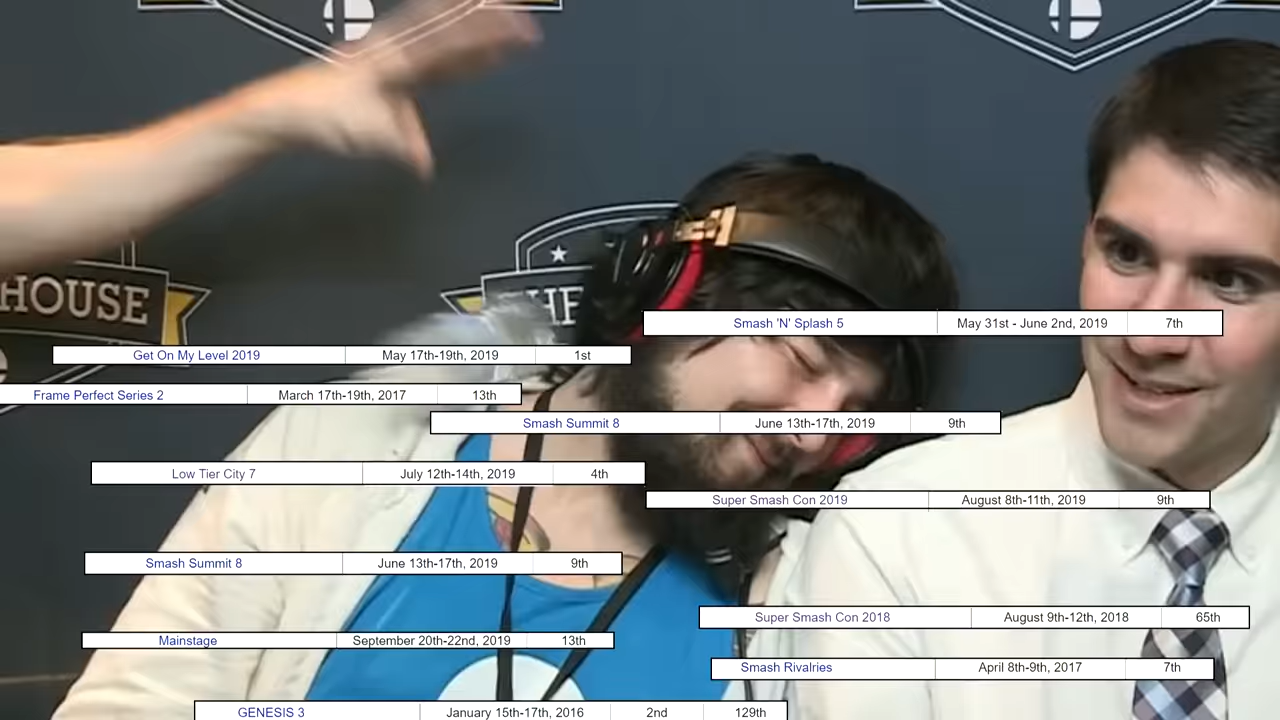 HOUSE
HE
Smash 'N' Splash 5 May 31st - June 2nd, 2019 7th
Get On My Level 2019 May 17th-19th, 2019 1st
Frame Perfect Series 2 March 17th-19th, 2017 13th
Smash Summit 8 June 13th-17th, 2019 9th
Low Tier City 7 July 12th-14th, 2019 4th
Super Smash Con 2019 August 8th-11th, 2019 9th
Smash Summit 8 June 13th-17th, 2019 9th
Super Smash Con 2018 August 9th-12th, 2018 65th
Mainstage September 20th-22nd, 2019 13th
Smash Rivalries April 8th-9th, 2017 7th
GENESIS 3 January 15th-17th, 2016 2nd 129th